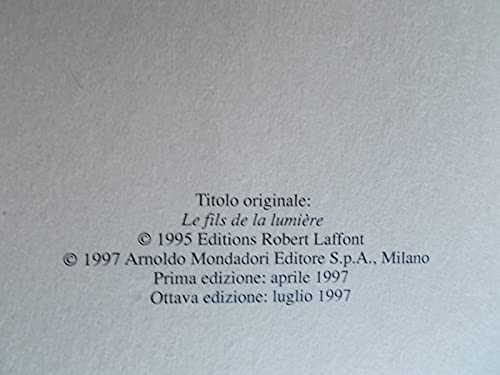 Titolo originale:
Le fils de la lumière
© 1995 Editions Robert Laffont
© 1997 Arnoldo Mondadori Editore S.p.A., Milano
Prima edizione: aprile 1997
Ottava edizione: luglio 1997